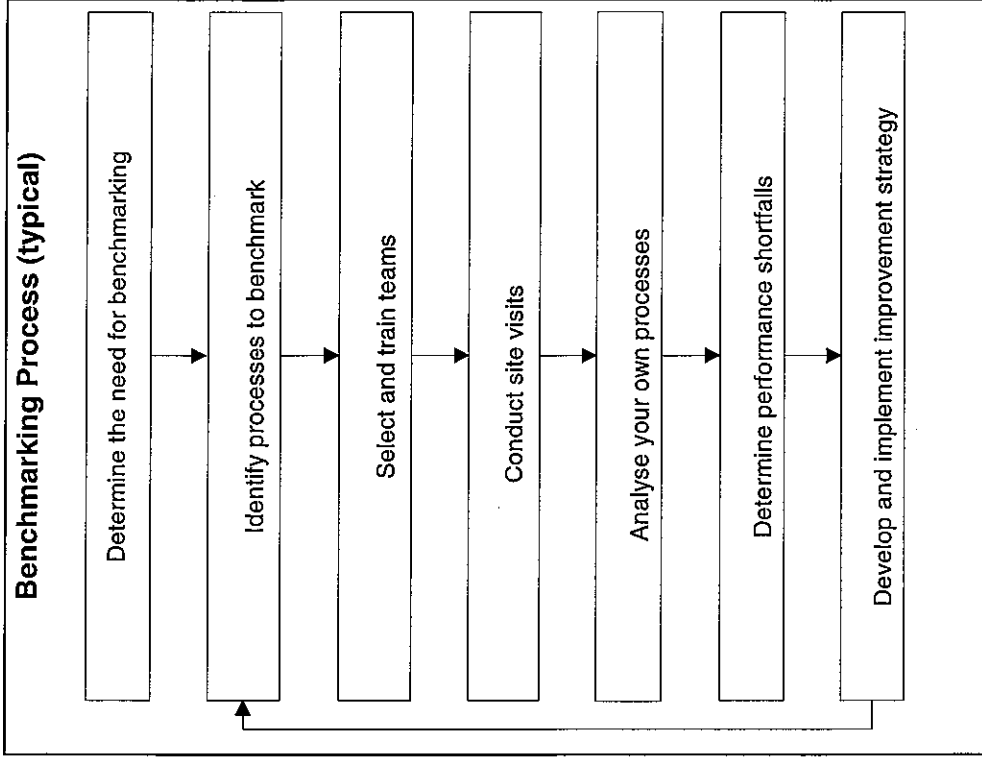 Benchmarking Process (typical)
Determine the need for benchmarking
Identify processes to benchmark
Select and train teams
Conduct site visits
Analyse your own processes
Determine performance shortfalls
Develop and implement improvement strategy